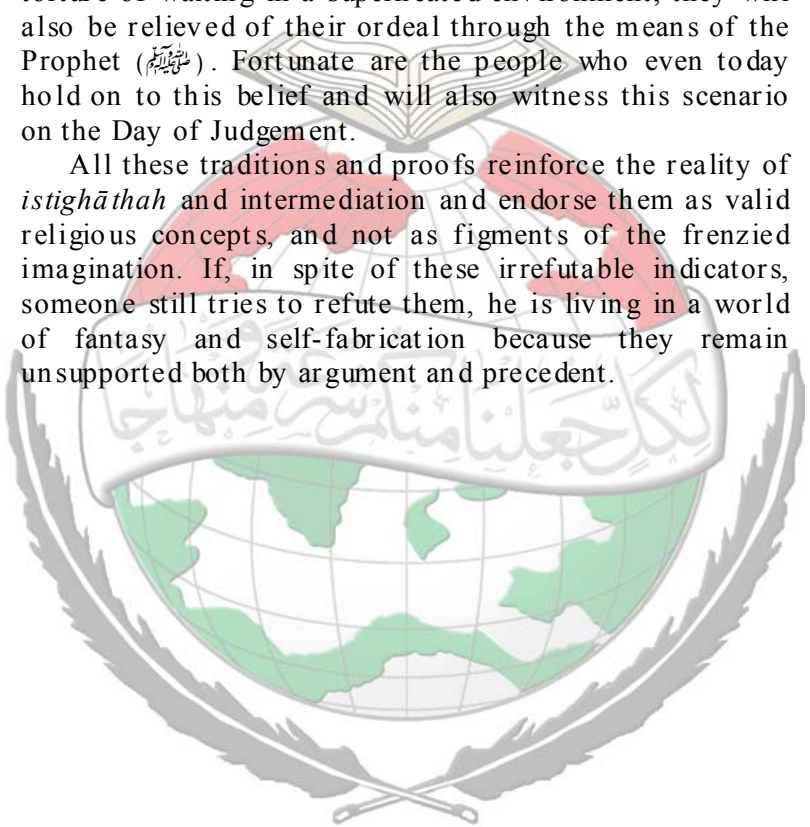 torture of waiting in a superheated environment, they will
also be relieved of their ordeal through the means of the
Prophet (ﷺ). Fortunate are the people who even today
hold on to this belief and will also witness this scenario
on the Day of Judgement.
All these traditions and proofs reinforce the reality of
istighāthah and intermediation and endorse them as valid
religious concepts, and not as figments of the frenzied
imagination. If, in spite of these irrefutable indicators,
someone still tries to refute them, he is living in a world
of fantasy and self-fabrication because they remain
unsupported both by argument and precedent.
لكل جعلنا منكم شرعة ومنهاجا